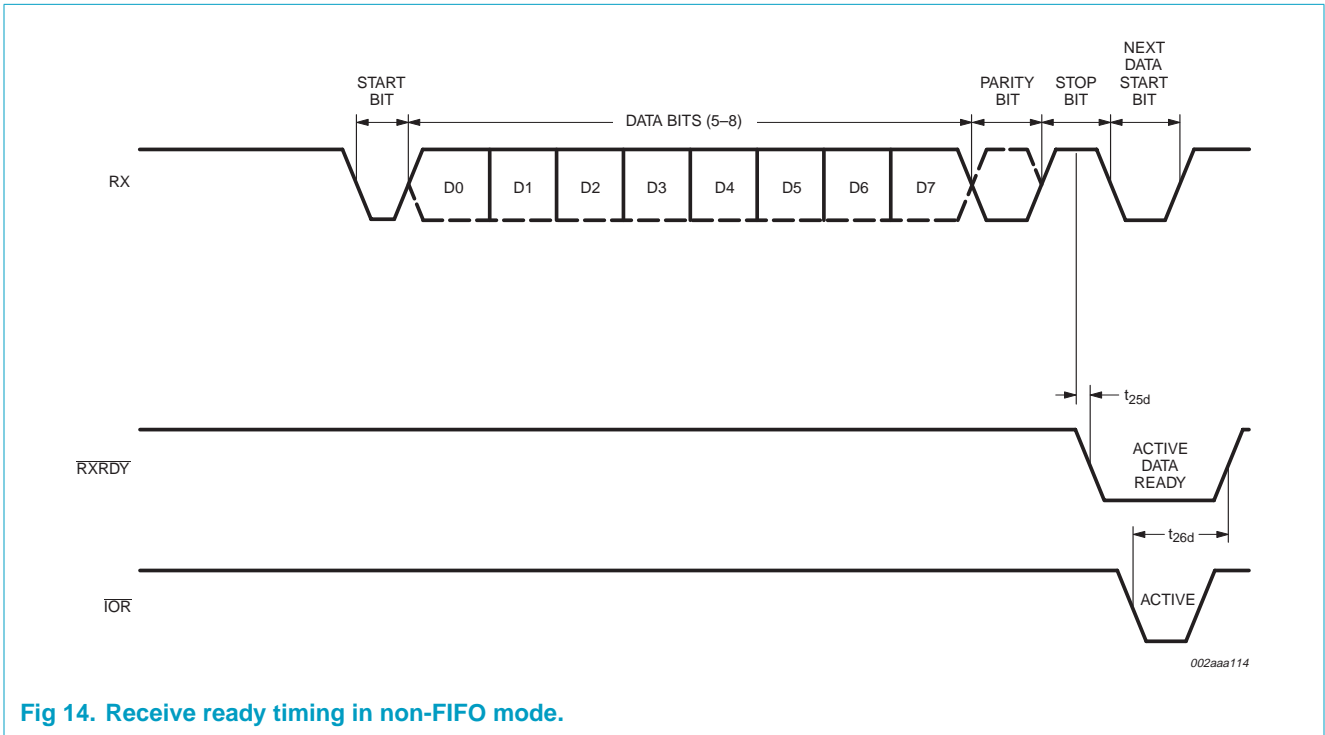 START
BIT
DATA BITS (5–8)
PARITY
BIT
STOP
BIT
NEXT
DATA
START
BIT
RX
D0
D1
D2
D3
D4
D5
D6
D7
t25d
RXRDY
ACTIVE
DATA
READY
t26d
IOR
ACTIVE
002aaa114
Fig 14. Receive ready timing in non-FIFO mode.